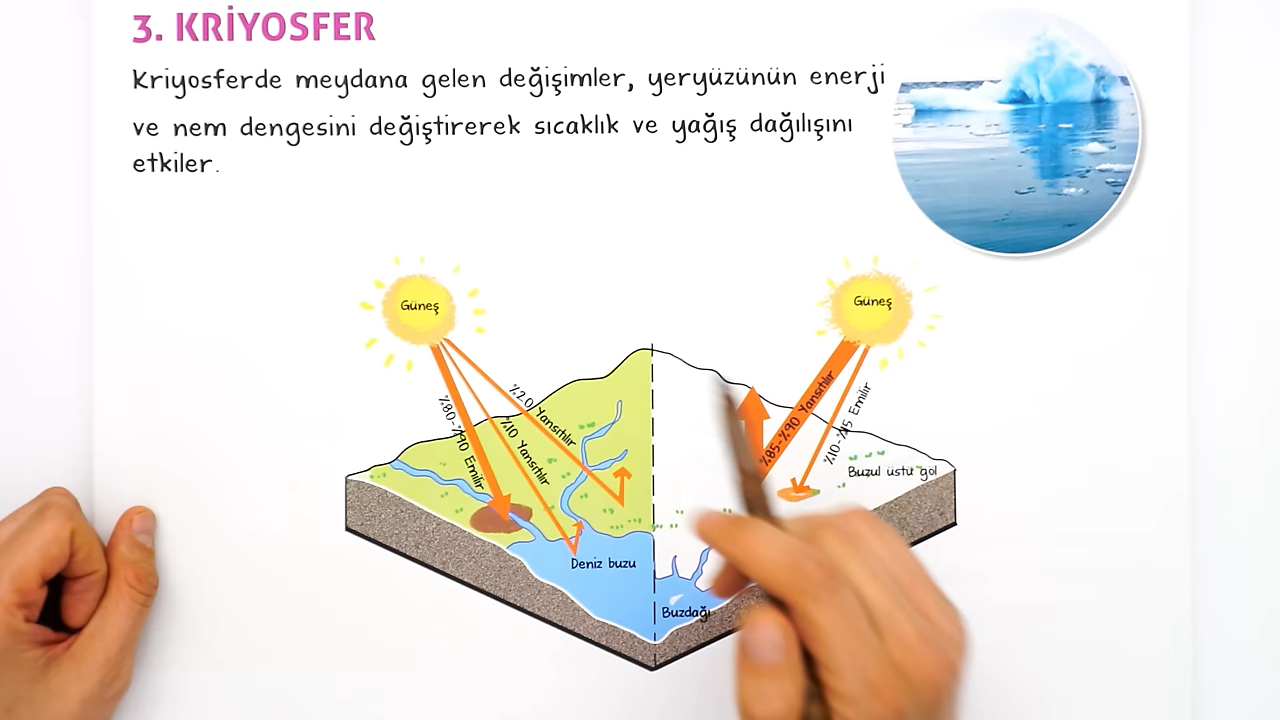 3. KRİYOSFER
Kriyosferde meydana gelen değişimler, yeryüzünün enerji
ve nem dengesini değiştirerek sıcaklık ve yağış dağılışını
etkiler.
Güneş
Güneş
%80-%90 Emilir
%10 Yansıtılır
%20 Yansıtılır
%85-%90 Yansıtılır
%10-%15 Emilir
Buzul üstü göl
Deniz buzu
Buzdağı